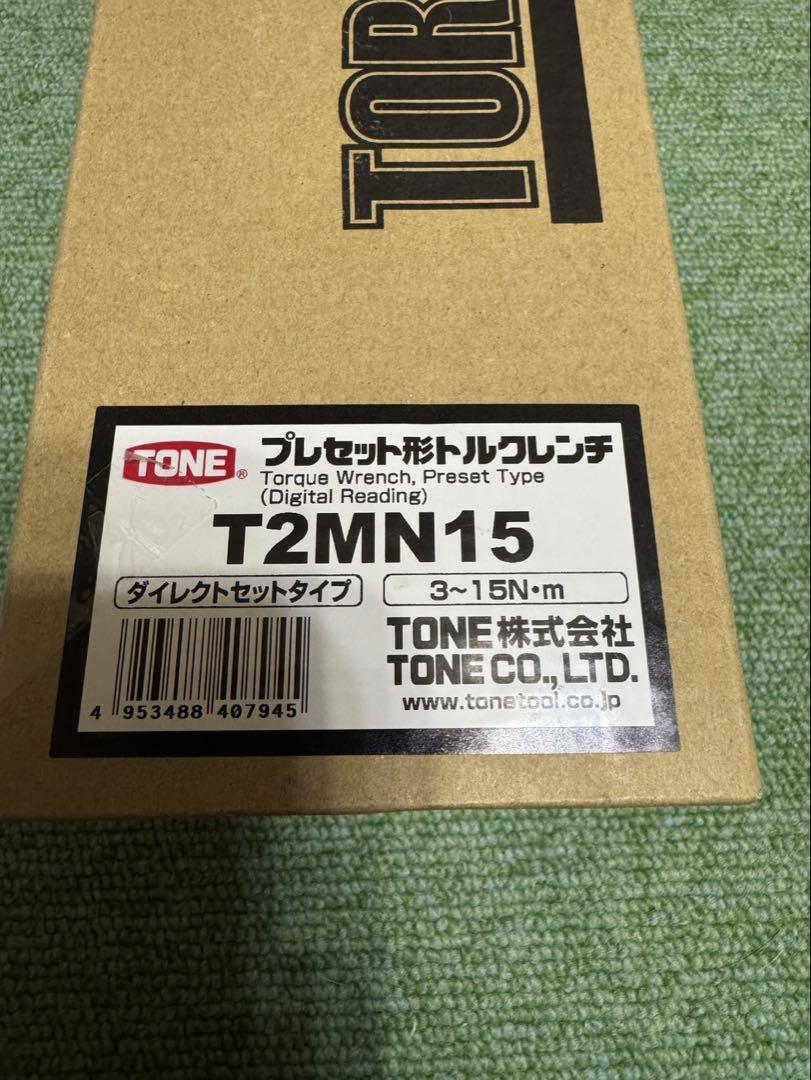 TOR
TONE®
プレセット形トルクレンチ
Torque Wrench, Preset Type
(Digital Reading)
T2MN15
ダイレクトセットタイプ
3~15N・m
TONE株式会社
TONE CO., LTD.
www.tonetool.co.jp
4 953488 407945